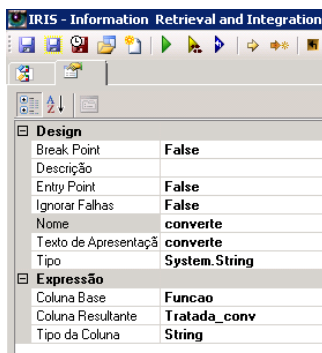 IRIS - Information Retrieval and Integration
Design
Break Point False
Descrição
Entry Point False
Ignorar Falhas False
Nome converte
Texto de Apresentaçã converte
Tipo System.String
Expressão
Coluna Base Funcao
Coluna Resultante Tratada_conv
Tipo da Coluna String